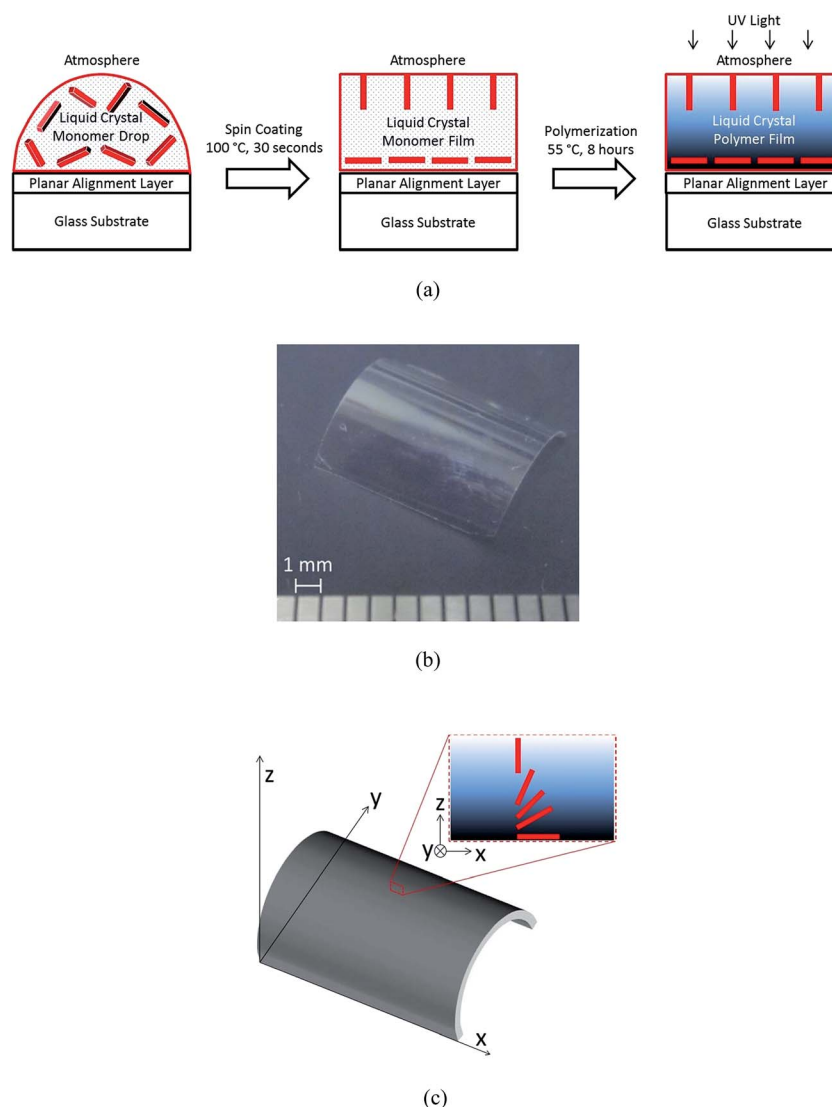 UV Light
Atmosphere
Atmosphere
Atmosphere
Liquid Crystal
Monomer Drop
Spin Coating
100 °C, 30 seconds
Liquid Crystal
Monomer Film
Polymerization
55 °C, 8 hours
Liquid Crystal
Polymer Film
Planar Alignment Layer
Planar Alignment Layer
Planar Alignment Layer
Glass Substrate
Glass Substrate
Glass Substrate
(a)
1 mm
(b)
z
y
z
y
x
x
(c)